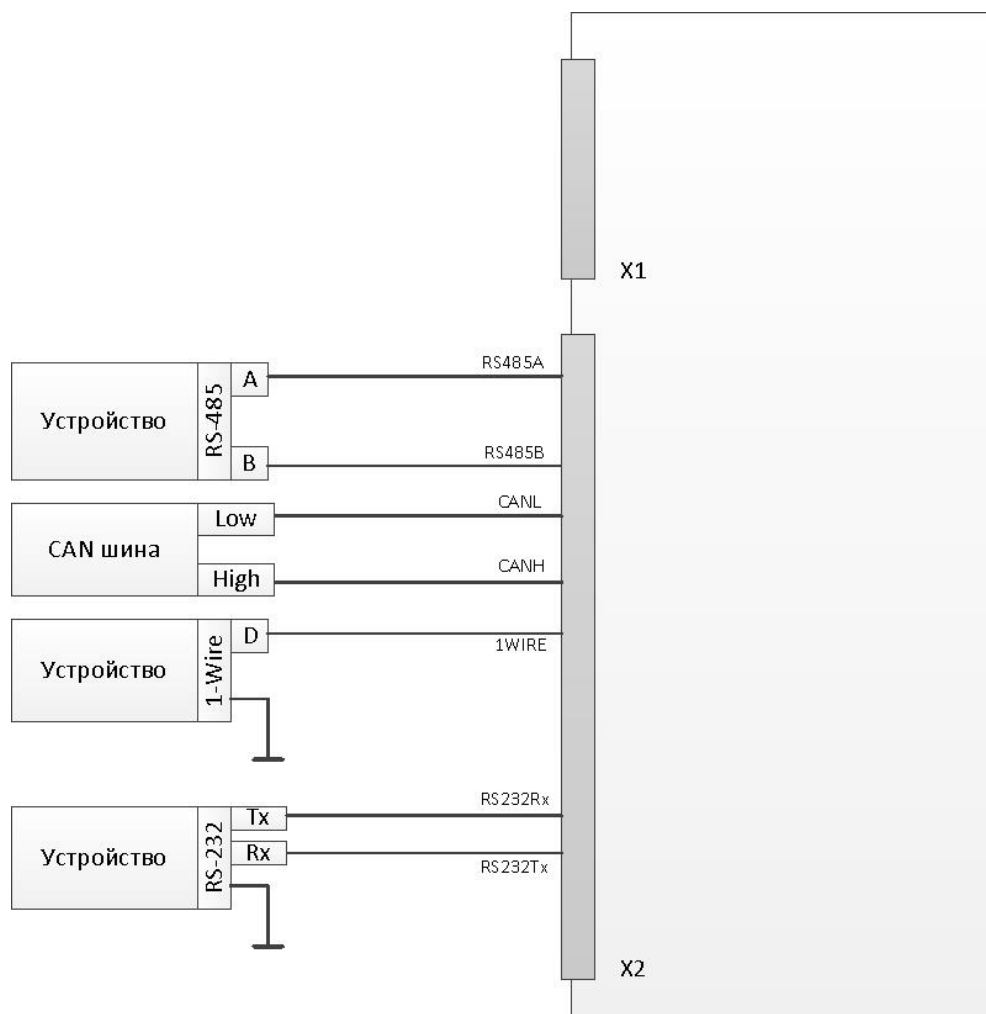 X1
RS485A
A
RS-485
Устройство
B
RS485B
CANL
Low
CAN шина
High
CANH
D
1WIRE
1-Wire
Устройство
RS232Rx
Tx
Rx
RS-232
Устройство
RS232Tx
X2